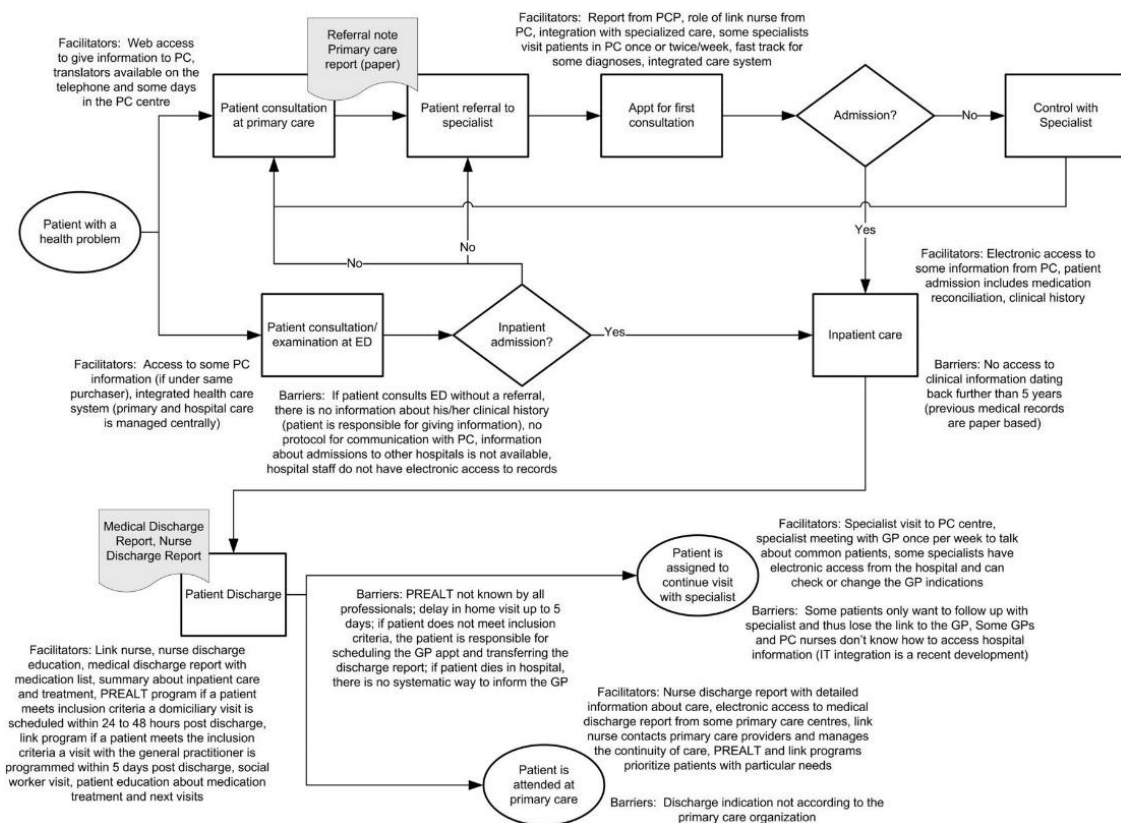 Facilitators: Web access
to give information to PC,
translators available on the
telephone and some days
in the PC centre
Referral note
Primary care
report (paper)
Facilitators: Report from PCP, role of link nurse from
PC, integration with specialized care, some specialists
visit patients in PC once or twice/week, fast track for
some diagnoses, integrated care system
Patient consultation
at primary care
Patient referral to
specialist
Appt for first
consultation
Admission?
No
Control with
Specialist
Patient with a
health problem
Yes
No
No
Facilitators: Electronic access to
some information from PC, patient
admission includes medication
reconciliation, clinical history
Patient consultation/
examination at ED
Inpatient
admission?
Yes
Inpatient care
Facilitators: Access to some PC
information (if under same
purchaser), integrated health care
system (primary and hospital care
is managed centrally)
Barriers: If patient consults ED without a referral,
there is no information about his/her clinical history
(patient is responsible for giving information), no
protocol for communication with PC, information
about admissions to other hospitals is not available,
hospital staff do not have electronic access to records
Barriers: No access to
clinical information dating
back further than 5 years
(previous medical records
are paper based)
Medical Discharge
Report, Nurse
Discharge Report
Patient Discharge
Patient is
assigned to
continue visit
with specialist
Facilitators: Specialist visit to PC centre,
specialist meeting with GP once per week to talk
about common patients, some specialists have
electronic access from the hospital and can
check or change the GP indications
Barriers: PREALT not known by all
professionals; delay in home visit up to 5
days; if patient does not meet inclusion
criteria, the patient is responsible for
scheduling the GP appt and transferring the
discharge report; if patient dies in hospital,
there is no systematic way to inform the GP
Barriers: Some patients only want to follow up with
specialist and thus lose the link to the GP, Some GPs
and PC nurses don't know how to access hospital
information (IT integration is a recent development)
Facilitators: Link nurse, nurse discharge
education, medical discharge report with
medication list, summary about inpatient care
and treatment, PREALT program if a patient
meets inclusion criteria a domiciliary visit is
scheduled within 24 to 48 hours post discharge,
link program if a patient meets the inclusion
criteria a visit with the general practitioner is
programmed within 5 days post discharge, social
worker visit, patient education about medication
treatment and next visits
Facilitators: Nurse discharge report with detailed
information about care, electronic access to medical
discharge report from some primary care centres, link
nurse contacts primary care providers and manages
the continuity of care, PREALT and link programs
prioritize patients with particular needs
Patient is
attended at
primary care
Barriers: Discharge indication not according to the
primary care organization